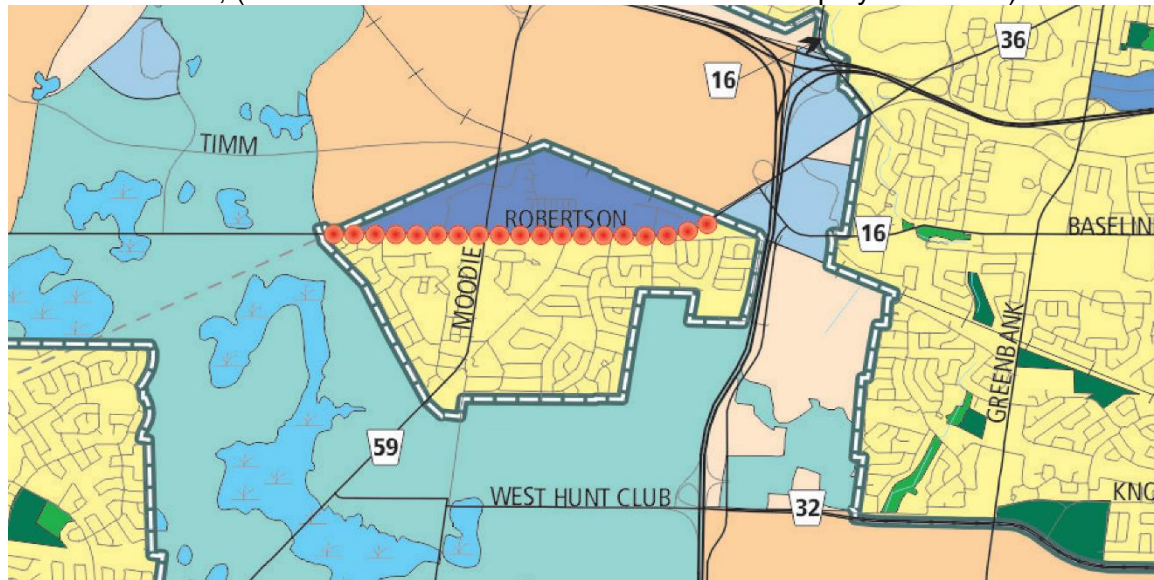 36
16
TIMM
ROBERTSON
16
BASELIN
MOODIE
GREENBANK
59
WEST HUNT CLUB
32
KNO